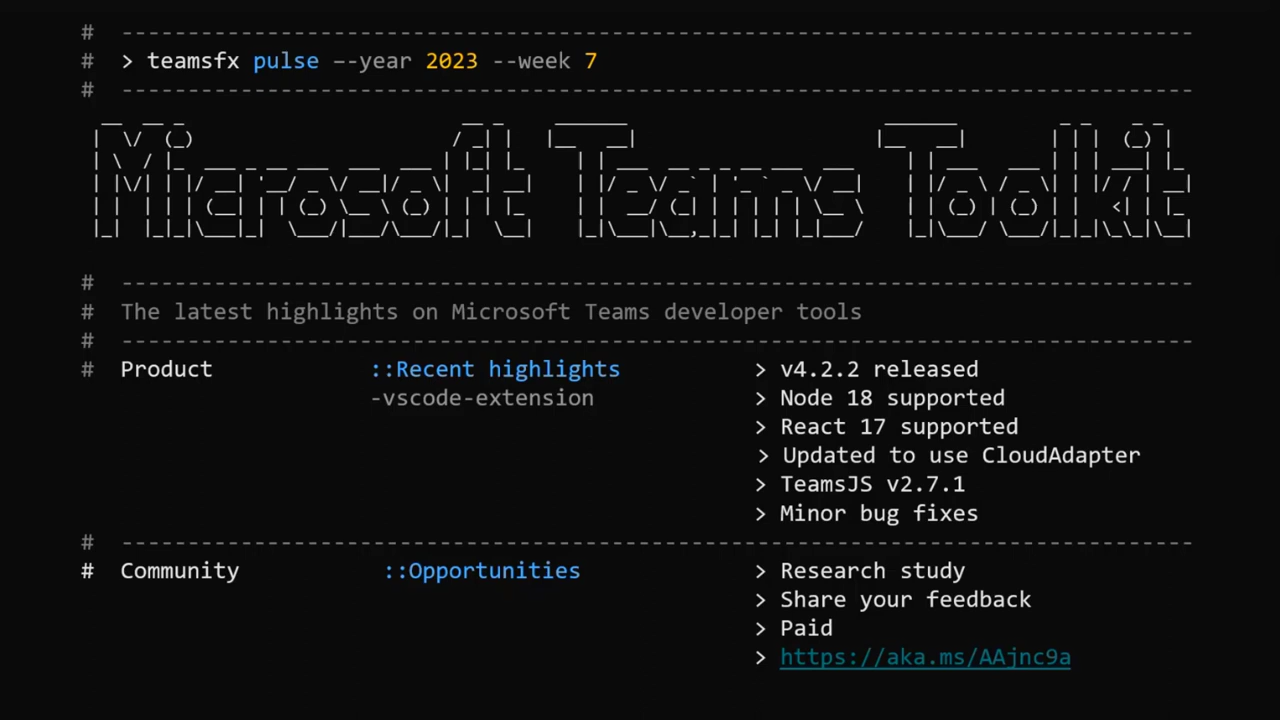 # ---------------------------------------------------------------------------------
# > teamsfx pulse --year 2023 --week 7
# ---------------------------------------------------------------------------------
Microsoft Teams Toolkit
# ---------------------------------------------------------------------------------
# The latest highlights on Microsoft Teams developer tools
# ---------------------------------------------------------------------------------
# Product ::Recent highlights > v4.2.2 released
-vscode-extension > Node 18 supported
> React 17 supported
> Updated to use CloudAdapter
> TeamsJS v2.7.1
> Minor bug fixes
# ---------------------------------------------------------------------------------
# Community ::Opportunities > Research study
> Share your feedback
> Paid
> https://aka.ms/AAjnc9a